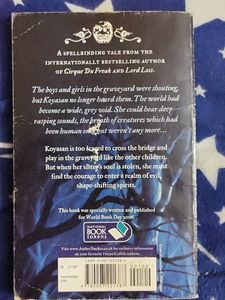 A SPELLBINDING TALE FROM THE
INTERNATIONALLY BESTSELLING AUTHOR
OF Cirque Du Freak AND Lord Loss.
The boys and girls in the graveyard were shouting,
but Koyasan no longer heard them. The world had
become a wide, grey void. She could hear deep
rasping sounds, the breath of creatures which had
been human once but weren't any more...
Koyasan is too scared to cross the bridge and
play in the graveyard like the other children.
But when her sister's soul is stolen, she must
find the courage to enter a realm of evil,
shape-shifting spirits.
This book was specially written and published
for World Book Day 2006
NATIONAL
BOOK
tokens